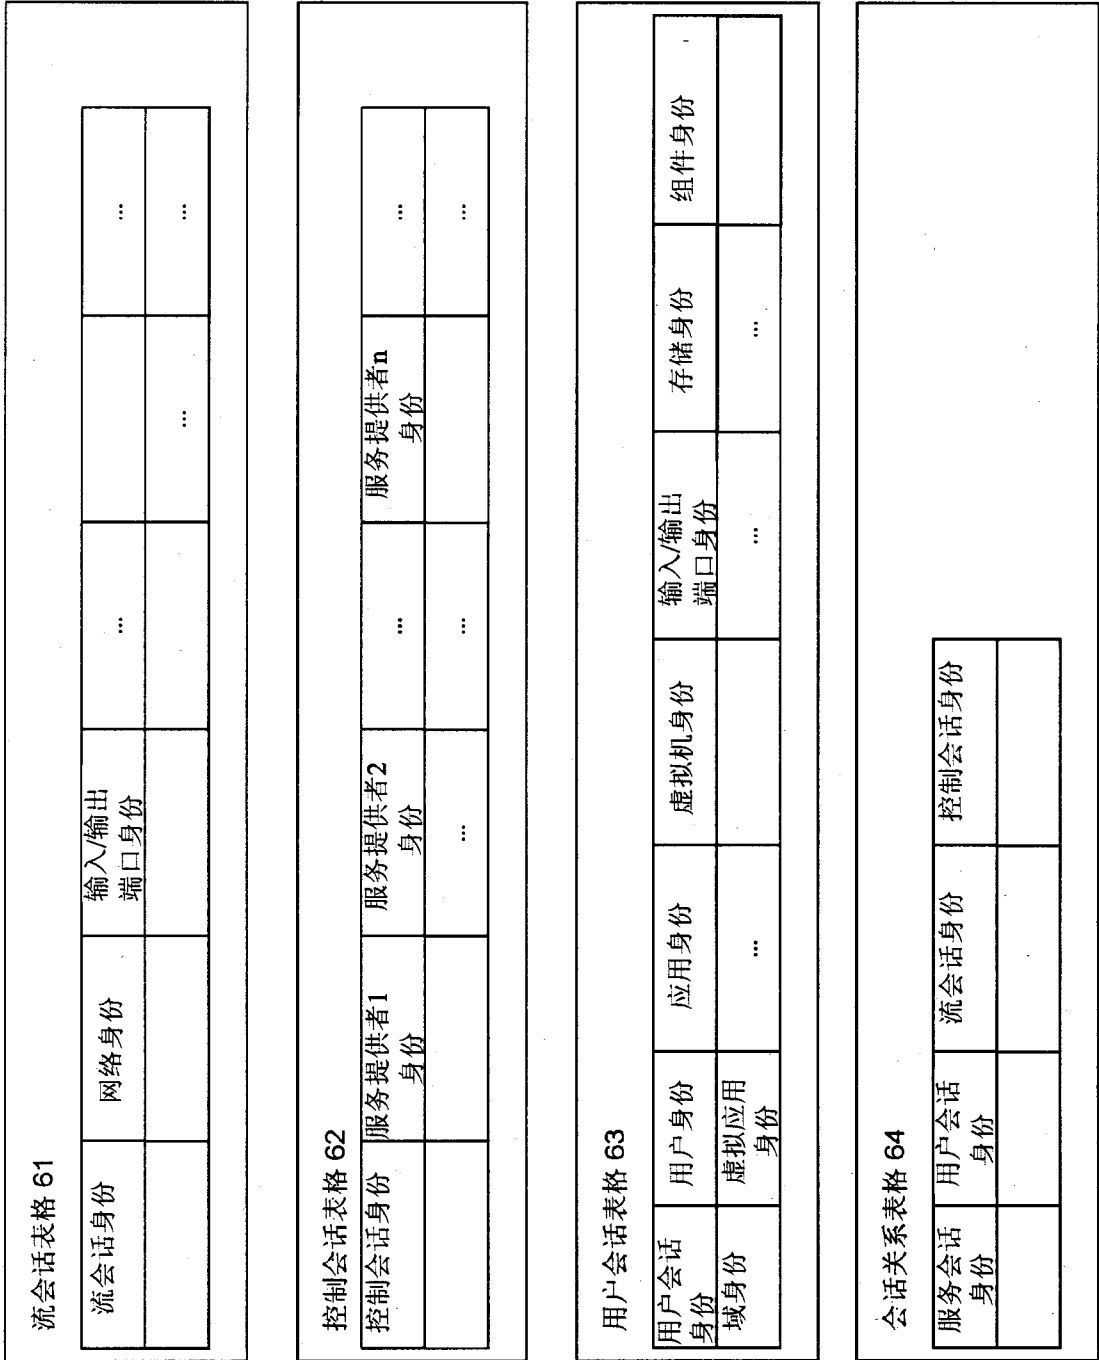 流会话表格 61
流会话身份
网络身份
输入/输出
端口身份
...
...
...
...
控制会话表格 62
控制会话身份
服务提供者1
身份
服务提供者2
身份
...
服务提供者n
身份
...
...
...
...
用户会话表格 63
用户会话
身份
用户身份
应用身份
虚拟机身份
输入/输出
端口身份
存储身份
组件身份
域身份
虚拟应用
身份
...
...
...
会话关系表格 64
服务会话
身份
用户会话
身份
流会话身份
控制会话身份